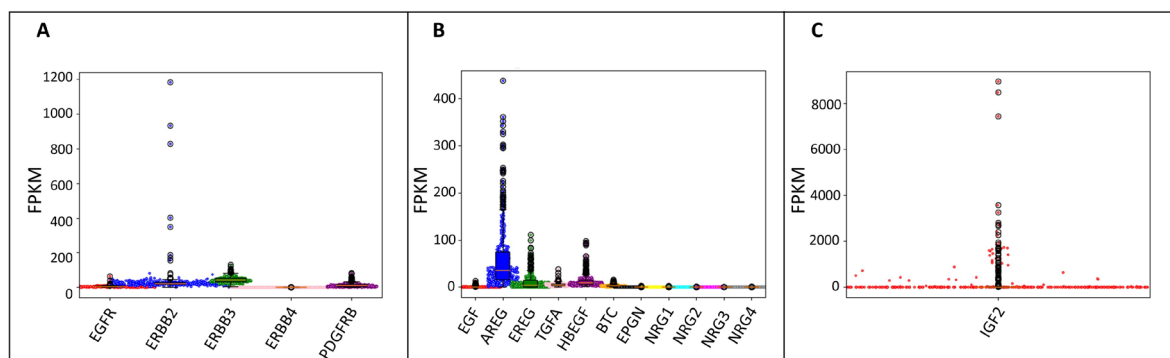 A
FPKM
1200
1000
800
600
400
200
0
EGFR
ERBB2
ERBB3
ERBB4
PDGFRB
B
FPKM
400
300
200
100
0
EGF
AREG
EREG
TGFA
HBEGF
BTC
EPGN
NRG1
NRG2
NRG3
NRG4
C
FPKM
8000
6000
4000
2000
0
IGF2